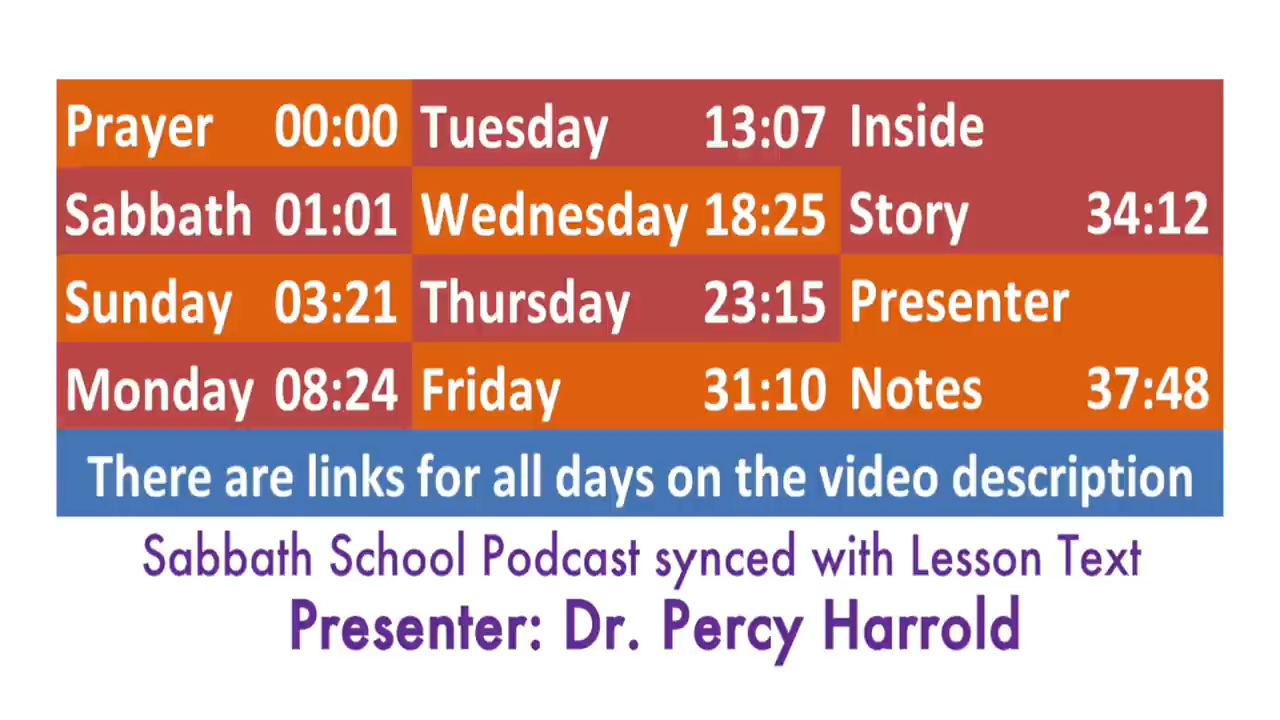 Prayer 00:00 Tuesday 13:07 Inside
Sabbath 01:01 Wednesday 18:25 Story 34:12
Sunday 03:21 Thursday 23:15 Presenter
Monday 08:24 Friday 31:10 Notes 37:48
There are links for all days on the video description
Sabbath School Podcast synced with Lesson Text
Presenter: Dr. Percy Harrold